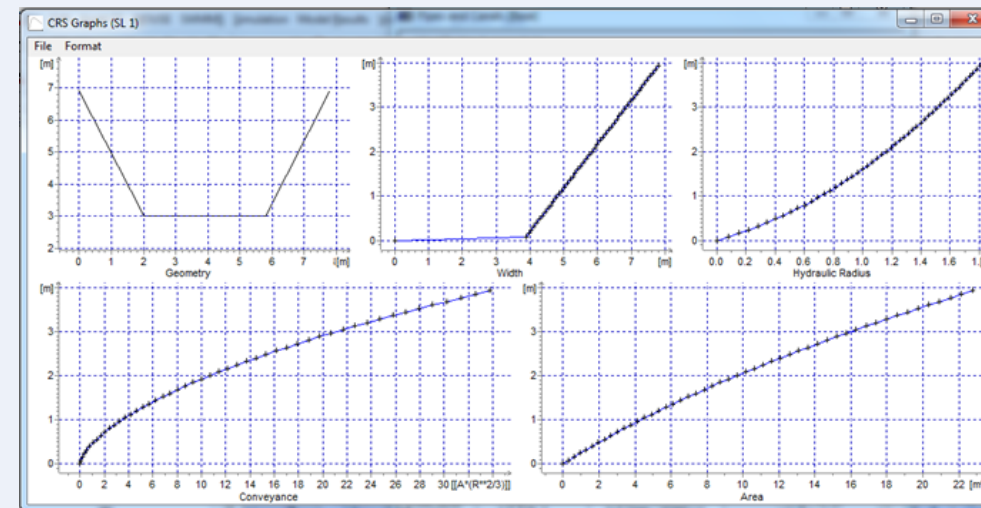 CRS Graphs (SL 1)
File Format
[m]
7
6
5
4
3
2
0 1 2 3 4 5 6 7 [m]
Geometry
[m]
3
2
1
0
0 1 2 3 4 5 6 7 [m]
Width
[m]
3
2
1
0
0.0 0.2 0.4 0.6 0.8 1.0 1.2 1.4 1.6
Hydraulic Radius
[m]
3
2
1
0
0 2 4 6 8 10 12 14 16 18 20 22 24 26 28 30 [[A*(R**2/3)]]
Conveyance
[m]
3
2
1
0
0 2 4 6 8 10 12 14 16 18 20 22
Area